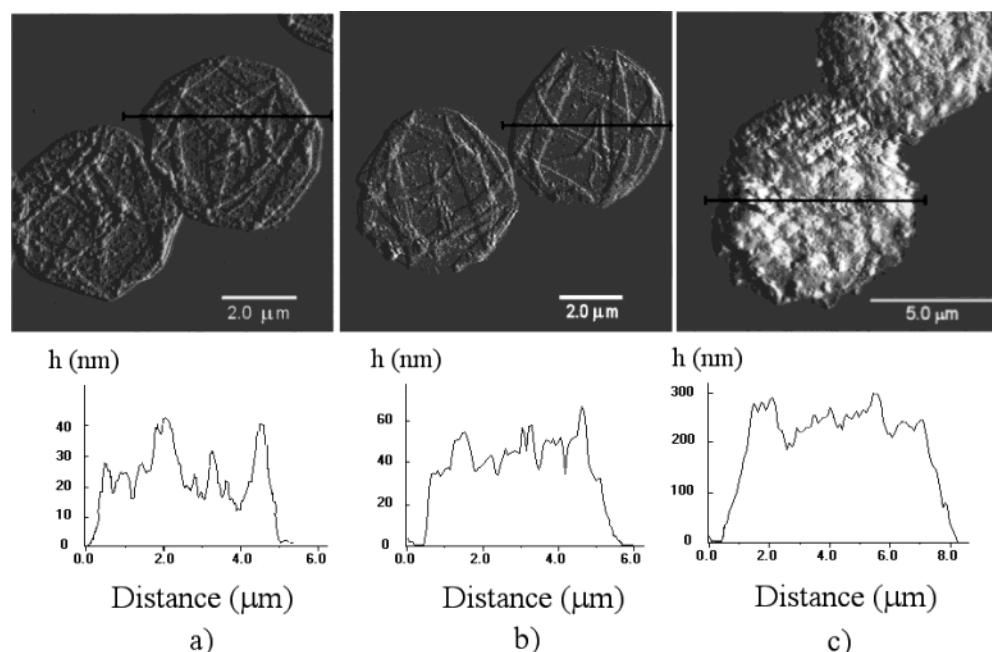 2.0 μm
2.0 μm
5.0 μm
h (nm)
40
30
20
10
0
0.0 2.0 4.0 6.0
Distance (μm)
a)
h (nm)
60
40
20
0
0.0 2.0 4.0 6.0
Distance (μm)
b)
h (nm)
300
200
100
0
0.0 2.0 4.0 6.0 8.0
Distance (μm)
c)